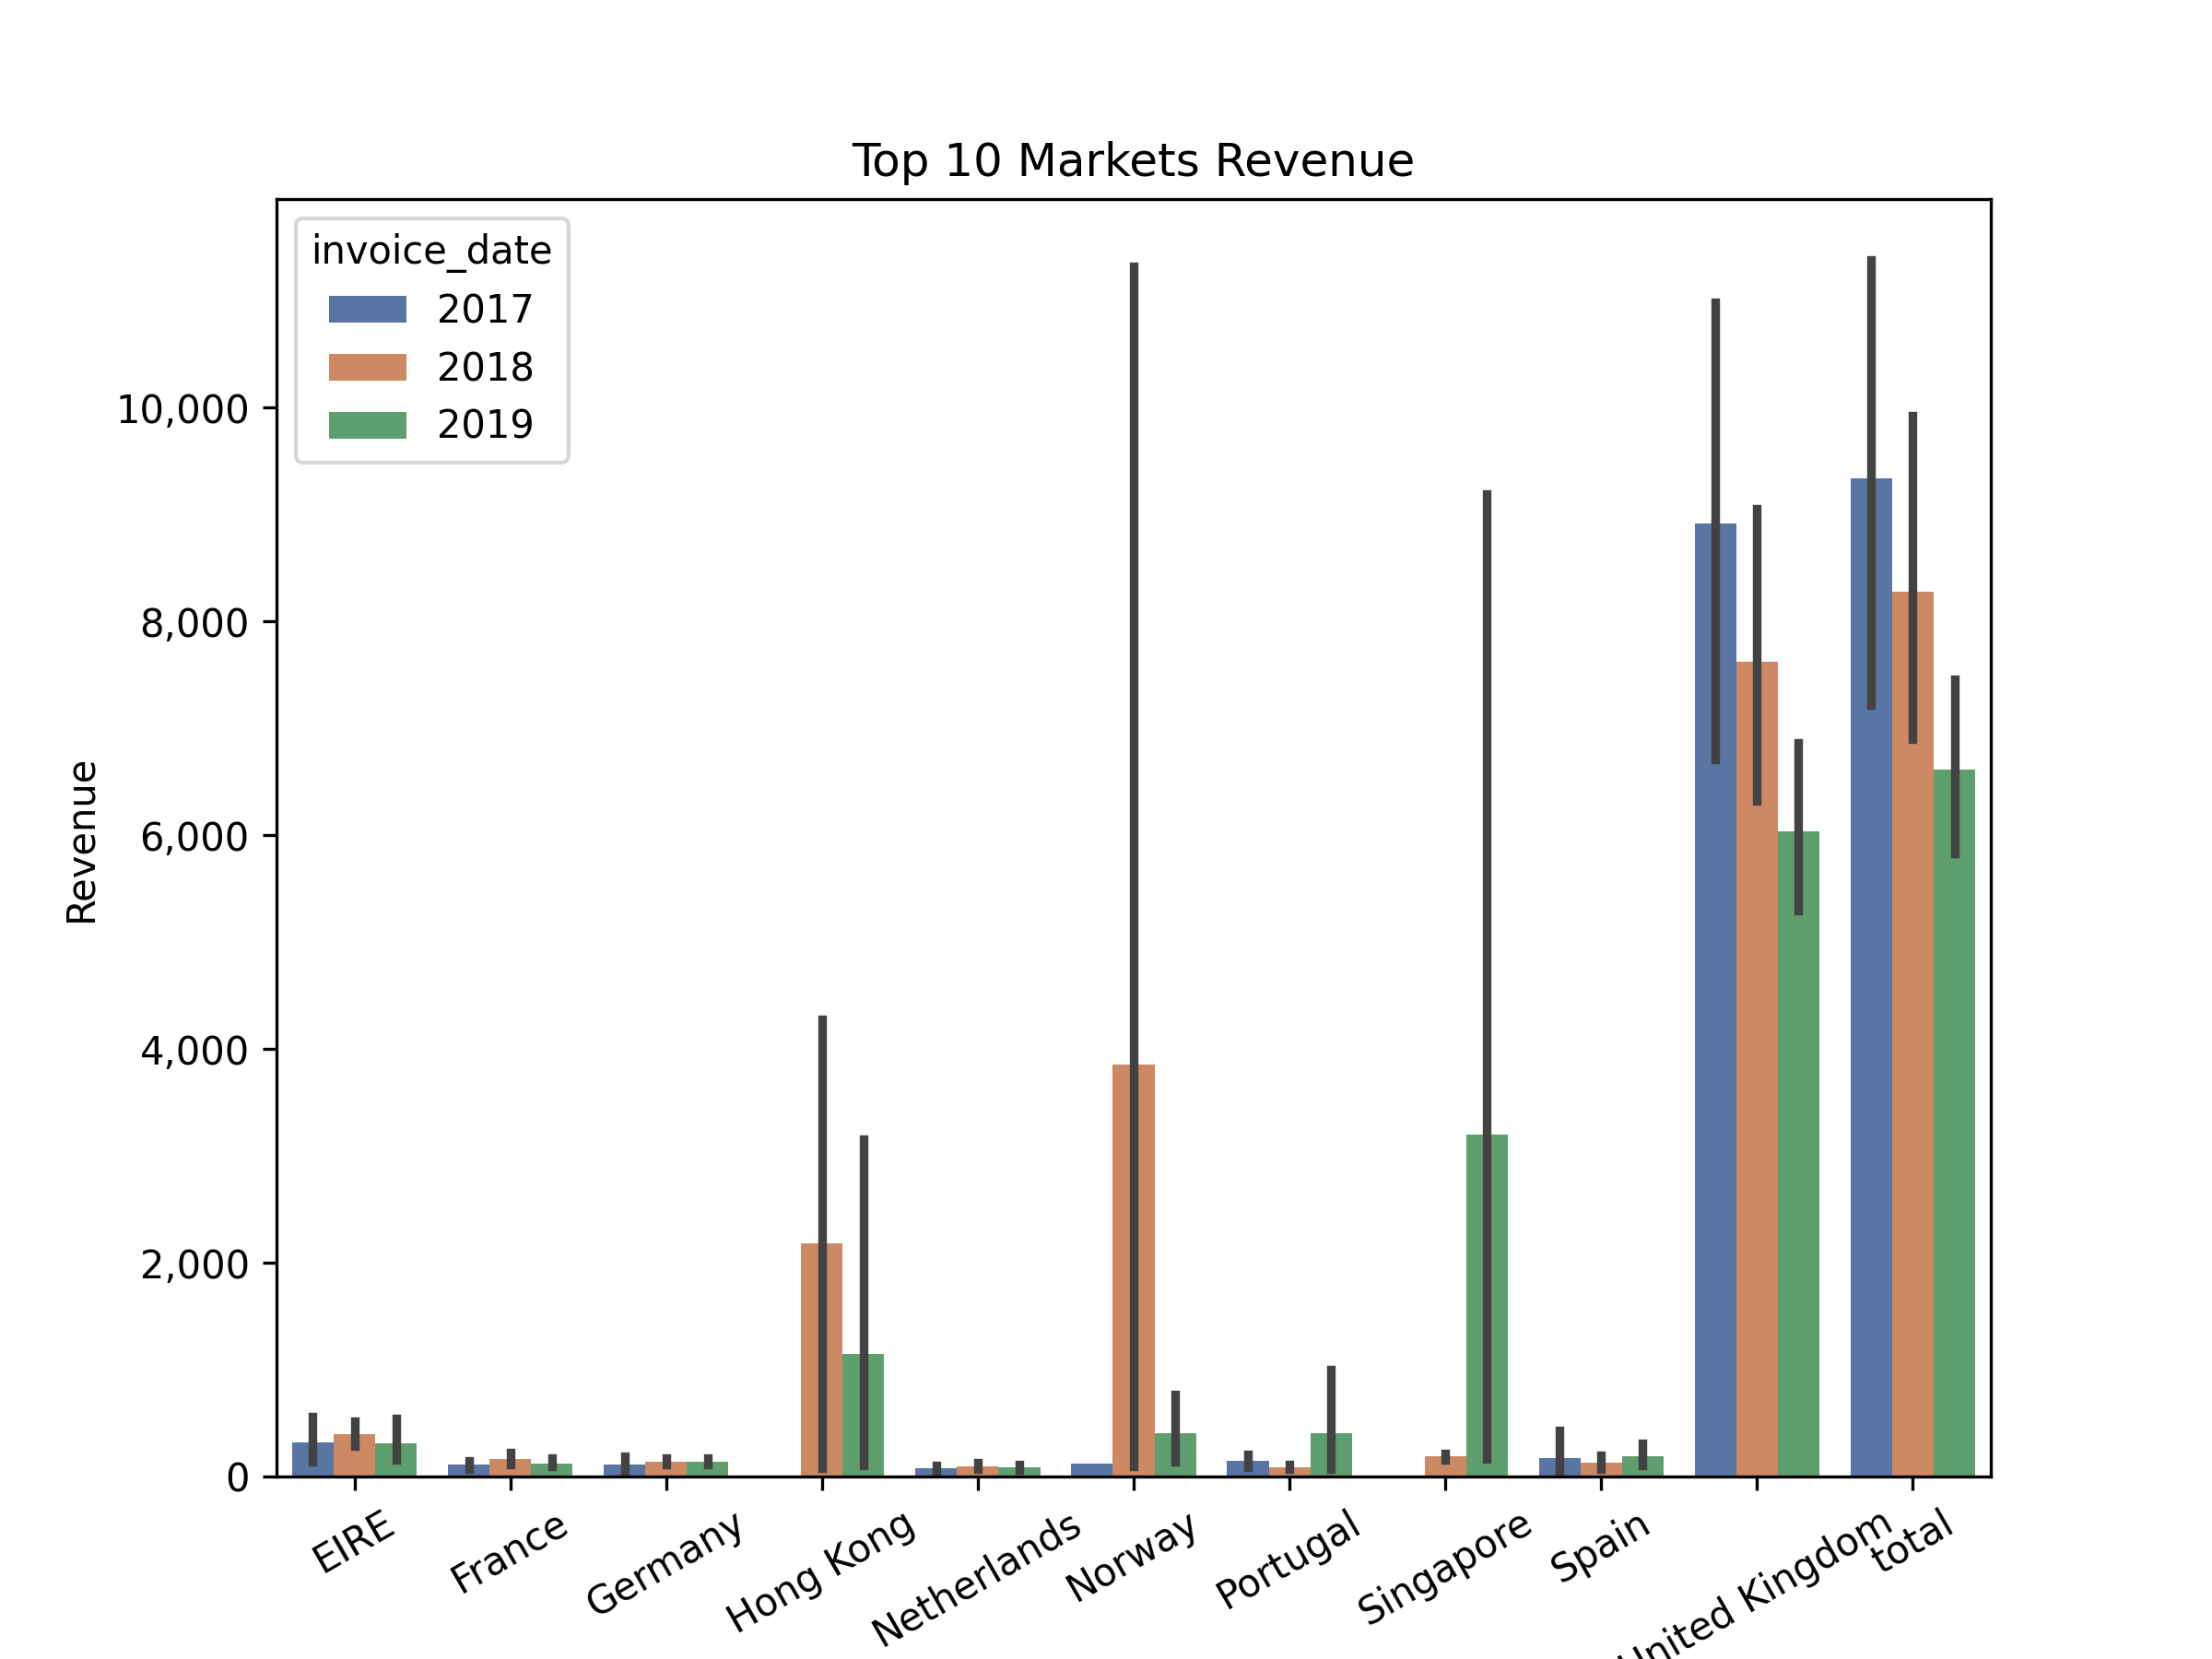 Top 10 Markets Revenue
invoice_date
2017
2018
2019
10,000
8,000
6,000
4,000
2,000
0
Revenue
EIRE
France
Germany
Hong Kong
Netherlands
Norway
Portugal
Singapore
Spain
United Kingdom
total